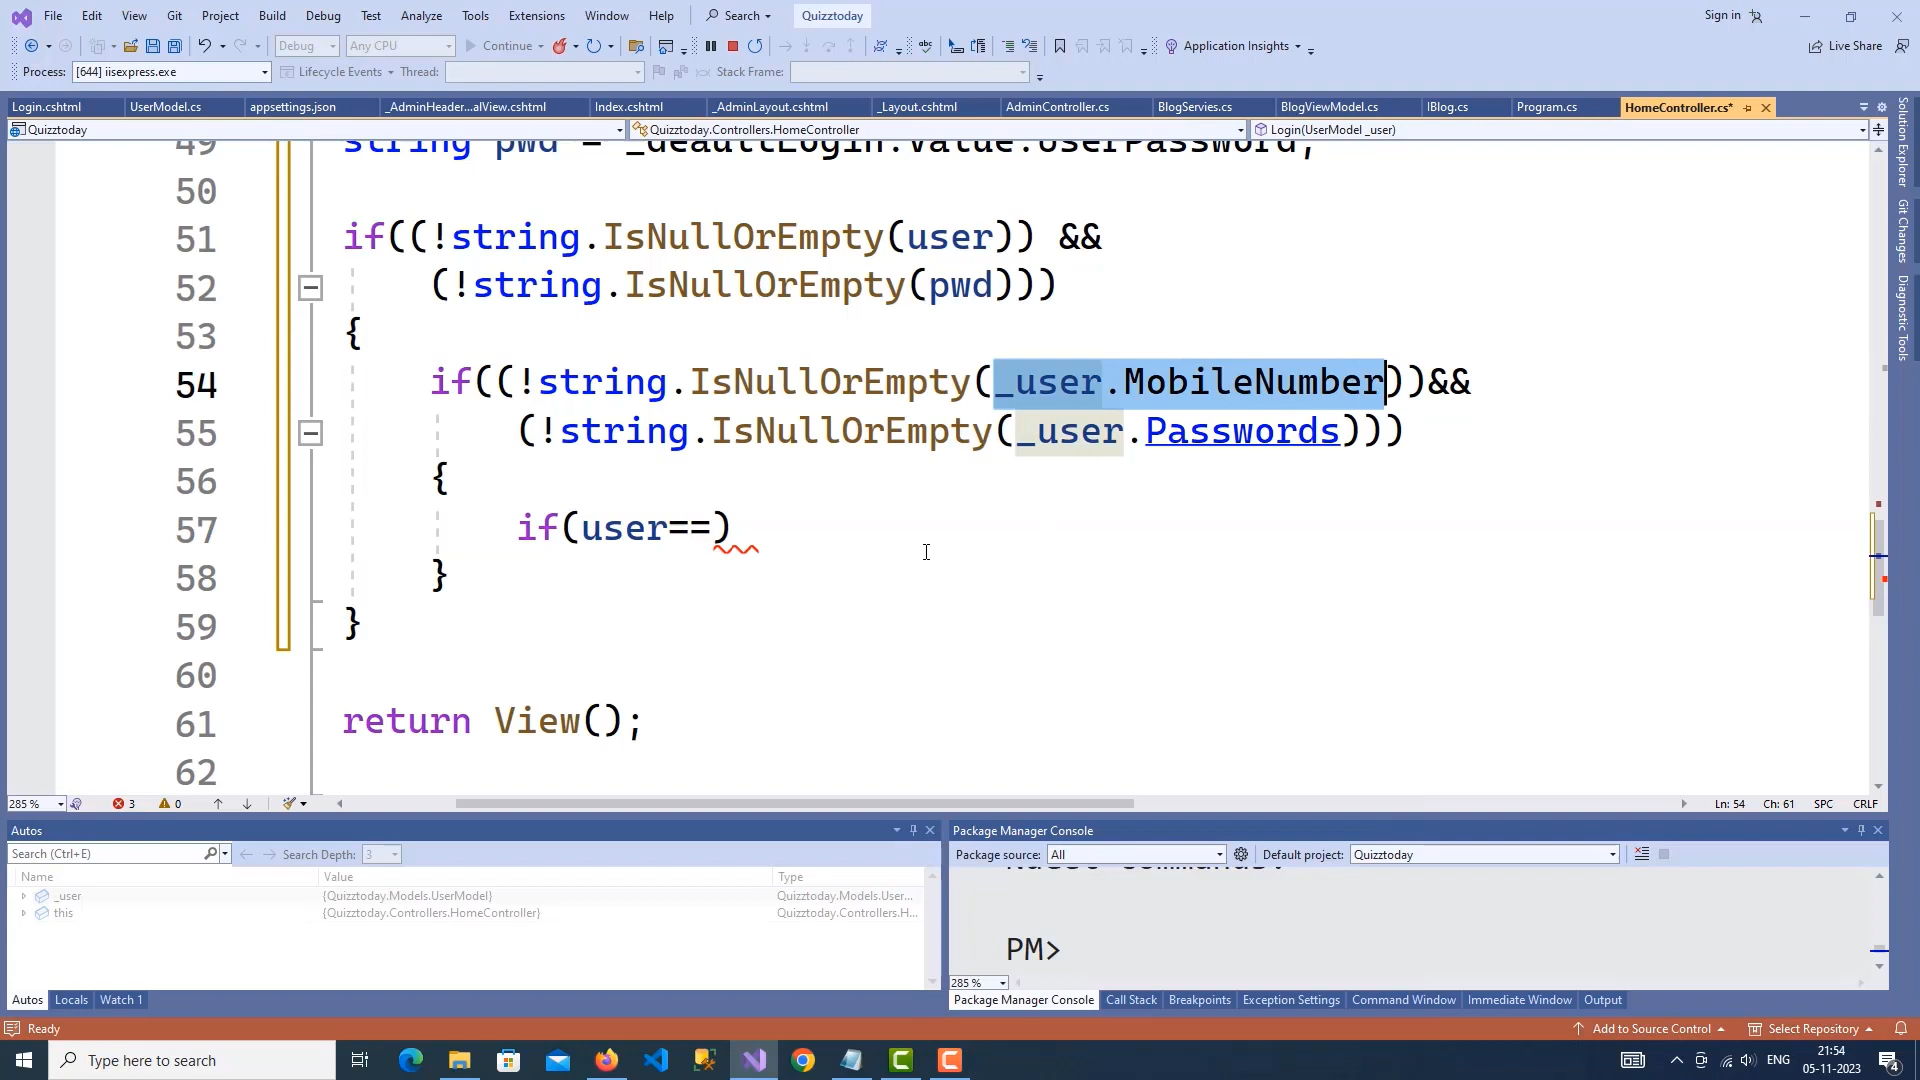 File Edit View Git Project Build Debug Test Analyze Tools Extensions Window Help Search Quizztoday Sign in
Debug Any CPU Continue Application Insights Live Share
Process: [644] iisexpress.exe Lifecycle Events Thread: Stack Frame:
Login.cshtml UserModel.cs appsettings.json _AdminHeader...alView.cshtml Index.cshtml _AdminLayout.cshtml _Layout.cshtml AdminController.cs BlogServies.cs BlogViewModel.cs IBlog.cs Program.cs HomeController.cs*
Quizztoday Quizztoday.Controllers.HomeController Login(UserModel _user)
49 string pwd = _deaultLogin.Value.UserPassword;
50
51 if((!string.IsNullOrEmpty(user)) &&
52 (!string.IsNullOrEmpty(pwd)))
53 {
54 if((!string.IsNullOrEmpty(_user.MobileNumber))&&
55 (!string.IsNullOrEmpty(_user.Passwords)))
56 {
57 if(user==)
58 }
59 }
60
61 return View();
62
285 % 3 0 Ln: 54 Ch: 61 SPC CRLF
Solution Explorer
Git Changes
Diagnostic Tools
Autos
Search (Ctrl+E) Search Depth: 3
Name Value Type
_user {Quizztoday.Models.UserModel} Quizztoday.Models.User...
this {Quizztoday.Controllers.HomeController} Quizztoday.Controllers.H...
Autos Locals Watch 1
Package Manager Console
Package source: All Default project: Quizztoday
PM>
285 %
Package Manager Console Call Stack Breakpoints Exception Settings Command Window Immediate Window Output
Ready Add to Source Control Select Repository
Type here to search ENG 21:54 05-11-2023 4